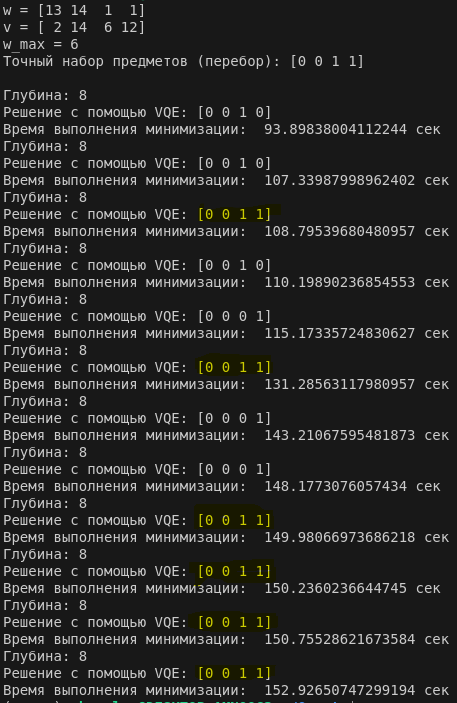 w = [13 14  1  1]
v = [ 2 14  6 12]
w_max = 6
Точный набор предметов (перебор): [0 0 1 1]
Глубина: 8
Решение с помощью VQE: [0 0 1 0]
Время выполнения минимизации:  93.89838004112244 сек
Глубина: 8
Решение с помощью VQE: [0 0 1 0]
Время выполнения минимизации:  107.33987998962402 сек
Глубина: 8
Решение с помощью VQE: [0 0 1 1]
Время выполнения минимизации:  108.79539680480957 сек
Глубина: 8
Решение с помощью VQE: [0 0 1 0]
Время выполнения минимизации:  110.19890236854553 сек
Глубина: 8
Решение с помощью VQE: [0 0 0 1]
Время выполнения минимизации:  115.17335724830627 сек
Глубина: 8
Решение с помощью VQE: [0 0 1 1]
Время выполнения минимизации:  131.28563117980957 сек
Глубина: 8
Решение с помощью VQE: [0 0 0 1]
Время выполнения минимизации:  143.21067595481873 сек
Глубина: 8
Решение с помощью VQE: [0 0 0 1]
Время выполнения минимизации:  148.1773076057434 сек
Глубина: 8
Решение с помощью VQE: [0 0 1 1]
Время выполнения минимизации:  149.98066973686218 сек
Глубина: 8
Решение с помощью VQE: [0 0 1 1]
Время выполнения минимизации:  150.2360236644745 сек
Глубина: 8
Решение с помощью VQE: [0 0 1 1]
Время выполнения минимизации:  150.75528621673584 сек
Глубина: 8
Решение с помощью VQE: [0 0 1 1]
Время выполнения минимизации:  152.92650747299194 сек